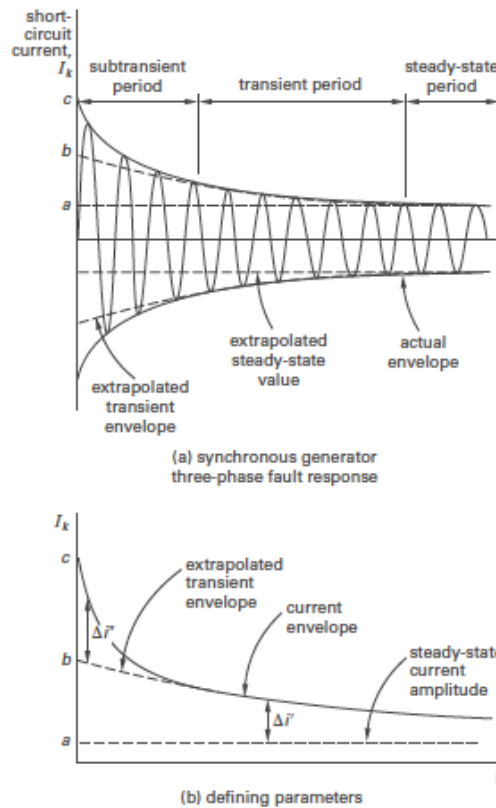 short-
circuit
current,
I_k
subtransient
period
transient period
steady-state
period
c
b
a
extrapolated
transient
envelope
extrapolated
steady-state
value
actual
envelope
(a) synchronous generator
three-phase fault response
I_k
c
extrapolated
transient
envelope
current
envelope
Δi″
steady-state
current
amplitude
b
Δi′
a
(b) defining parameters